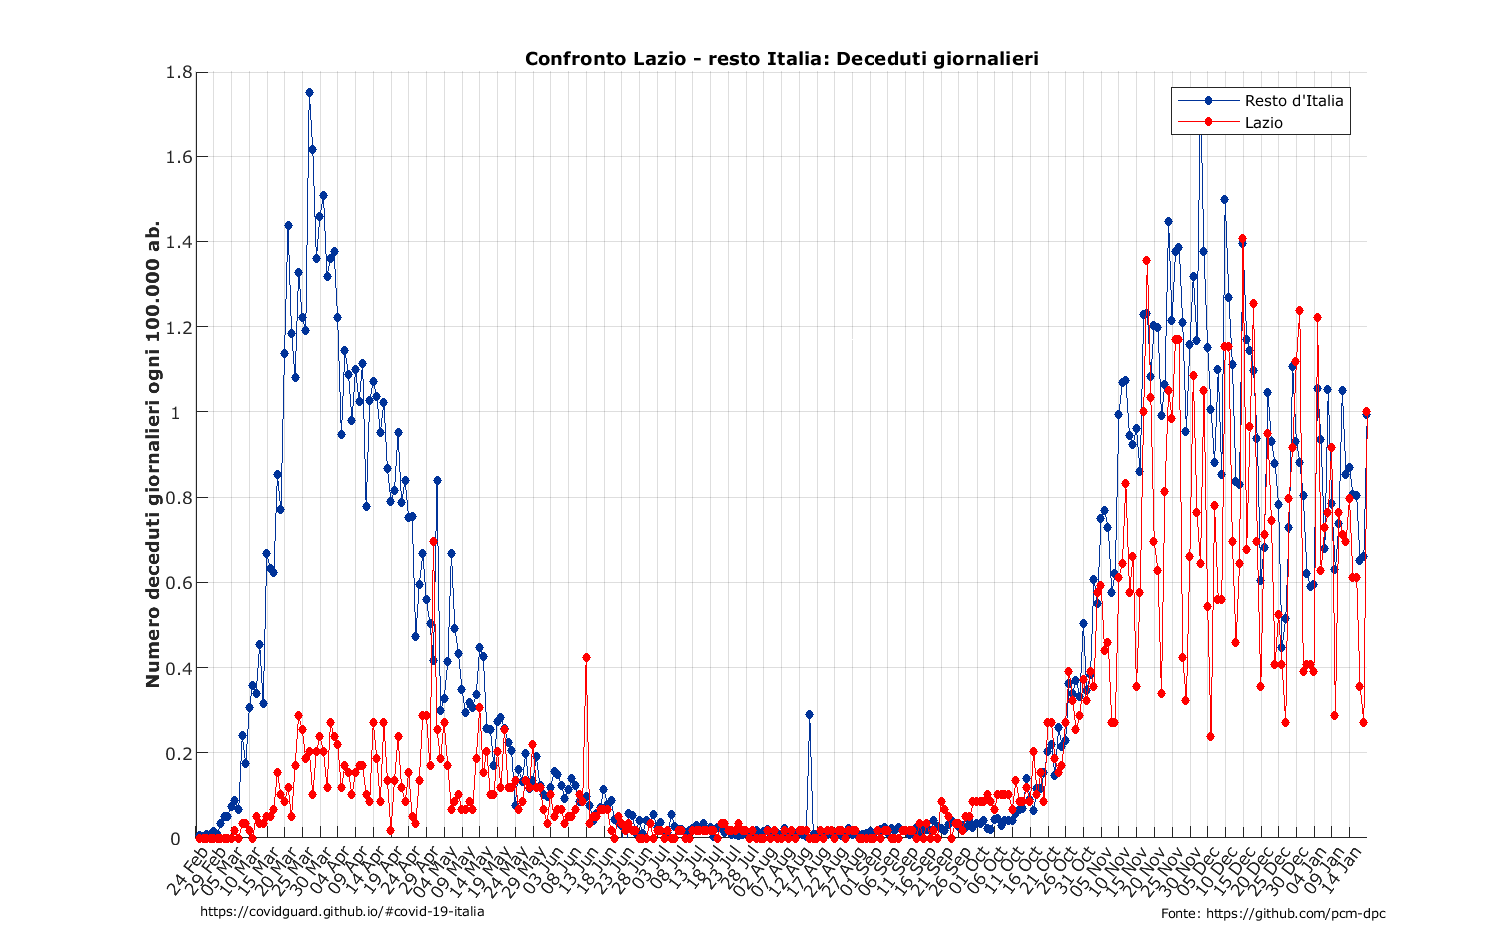 Confronto Lazio - resto Italia: Deceduti giornalieri
Numero deceduti giornalieri ogni 100.000 ab.
1.8
1.6
1.4
1.2
1
0.8
0.6
0.4
0.2
0
Resto d'Italia
Lazio
24 Feb
29 Feb
05 Mar
10 Mar
15 Mar
20 Mar
25 Mar
30 Mar
04 Apr
09 Apr
14 Apr
19 Apr
24 Apr
29 Apr
04 May
09 May
14 May
19 May
24 May
29 May
03 Jun
08 Jun
13 Jun
18 Jun
23 Jun
28 Jun
03 Jul
08 Jul
13 Jul
18 Jul
23 Jul
28 Jul
02 Aug
07 Aug
12 Aug
17 Aug
22 Aug
27 Aug
01 Sep
06 Sep
11 Sep
16 Sep
21 Sep
26 Sep
01 Oct
06 Oct
11 Oct
16 Oct
21 Oct
26 Oct
31 Oct
05 Nov
10 Nov
15 Nov
20 Nov
25 Nov
30 Nov
05 Dec
10 Dec
15 Dec
20 Dec
25 Dec
30 Dec
04 Jan
09 Jan
14 Jan
https://covidguard.github.io/#covid-19-italia
Fonte: https://github.com/pcm-dpc